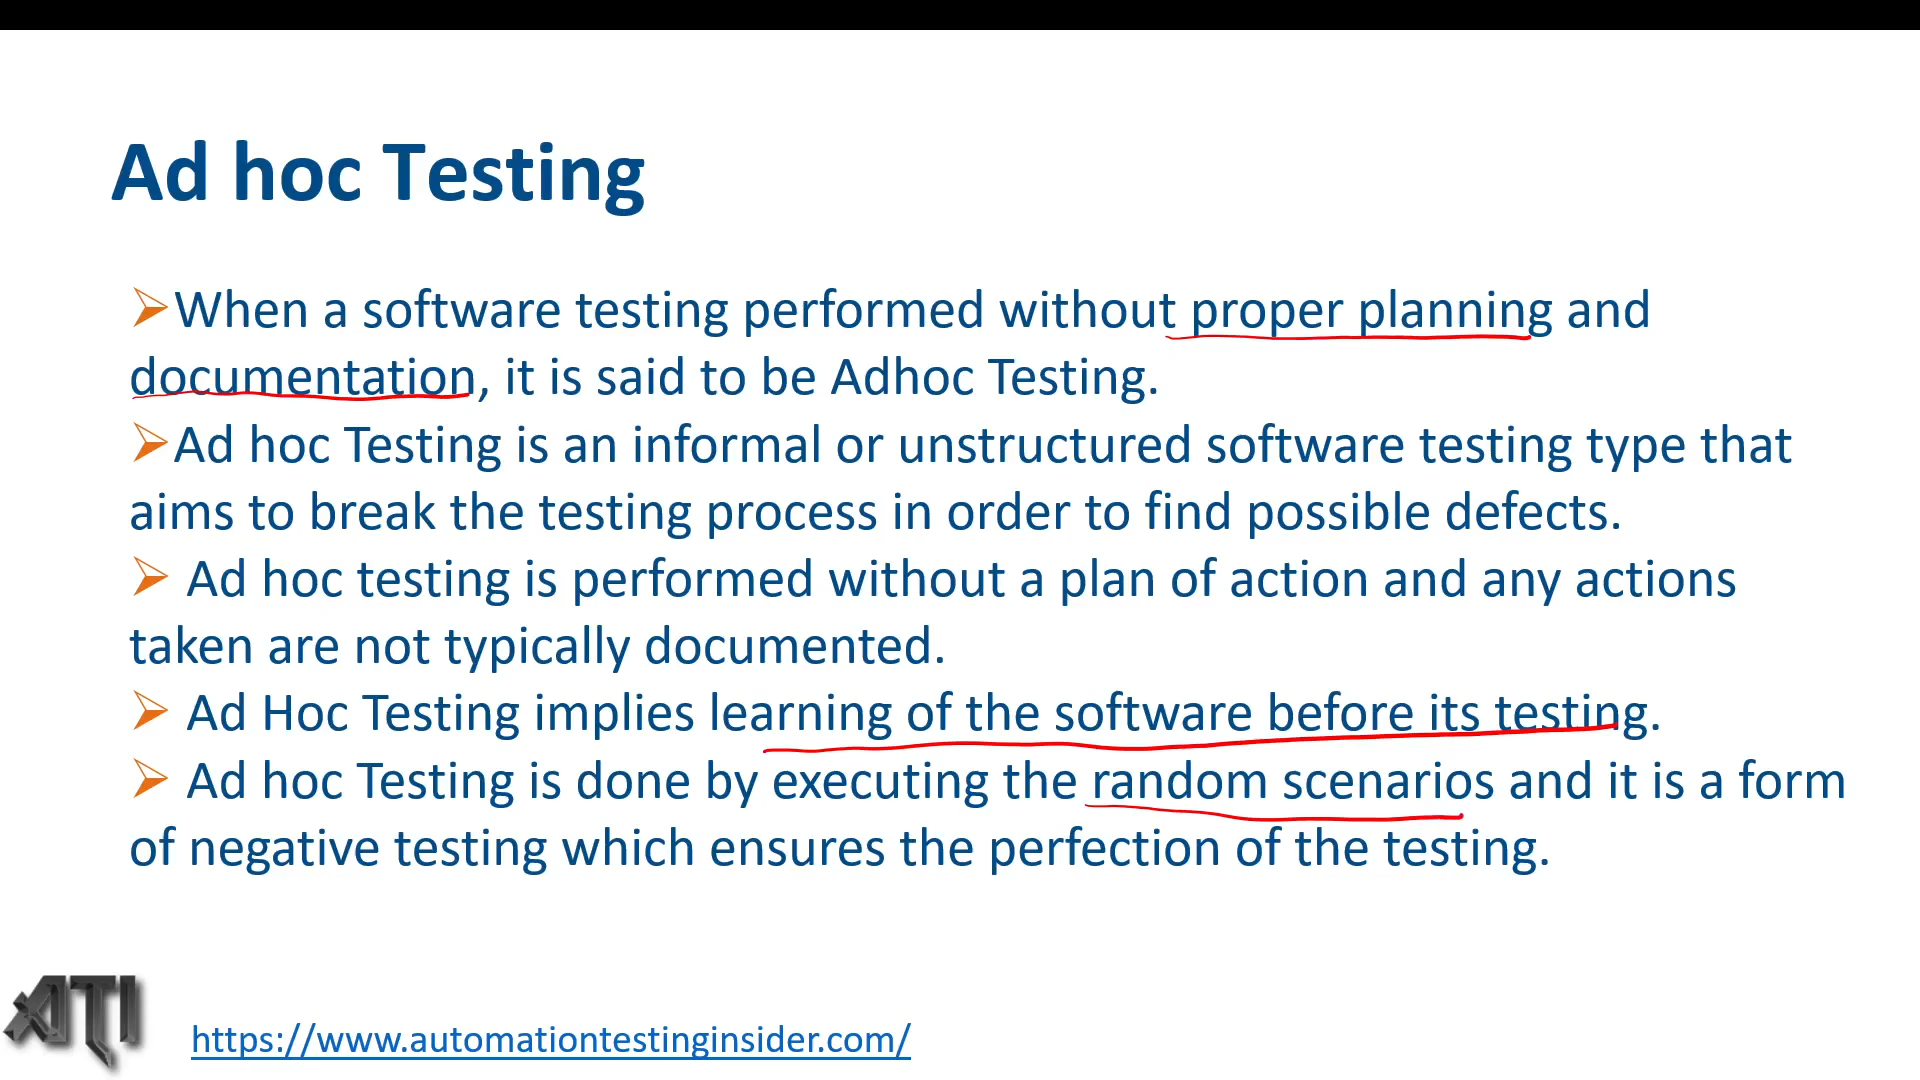 Ad hoc Testing
When a software testing performed without proper planning and
documentation, it is said to be Adhoc Testing.
Ad hoc Testing is an informal or unstructured software testing type that
aims to break the testing process in order to find possible defects.
Ad hoc testing is performed without a plan of action and any actions
taken are not typically documented.
Ad Hoc Testing implies learning of the software before its testing.
Ad hoc Testing is done by executing the random scenarios and it is a form
of negative testing which ensures the perfection of the testing.
ATI
https://www.automationtestinginsider.com/